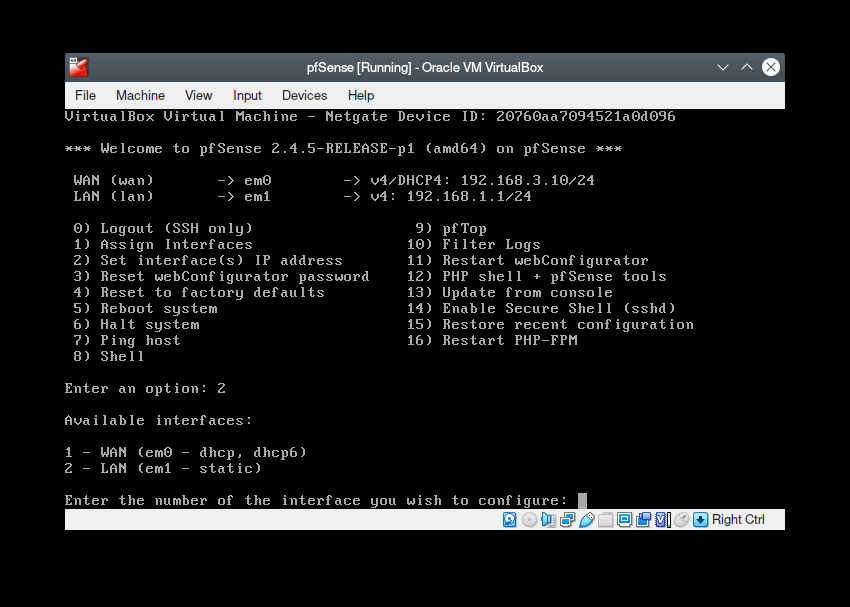 pfSense [Running] - Oracle VM VirtualBox
File Machine View Input Devices Help
VirtualBox Virtual Machine - Netgate Device ID: 20760aa7094521a0d096
*** Welcome to pfSense 2.4.5-RELEASE-p1 (amd64) on pfSense ***
WAN (wan) -> em0 -> v4/DHCP4: 192.168.3.10/24
LAN (lan) -> em1 -> v4: 192.168.1.1/24
0) Logout (SSH only) 9) pfTop
1) Assign Interfaces 10) Filter Logs
2) Set interface(s) IP address 11) Restart webConfigurator
3) Reset webConfigurator password 12) PHP shell + pfSense tools
4) Reset to factory defaults 13) Update from console
5) Reboot system 14) Enable Secure Shell (sshd)
6) Halt system 15) Restore recent configuration
7) Ping host 16) Restart PHP-FPM
8) Shell
Enter an option: 2
Available interfaces:
1 - WAN (em0 - dhcp, dhcp6)
2 - LAN (em1 - static)
Enter the number of the interface you wish to configure:
Right Ctrl